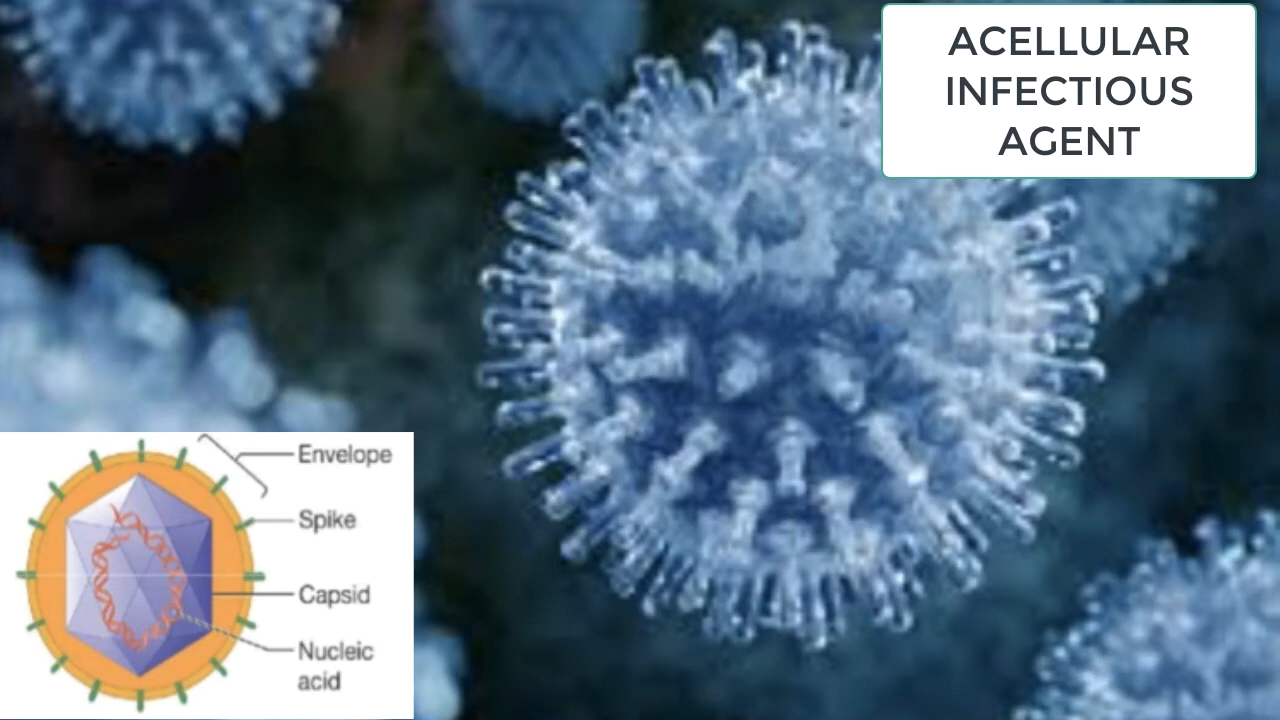 ACELLULAR
INFECTIOUS
AGENT
Envelope
Spike
Capsid
Nucleic
acid